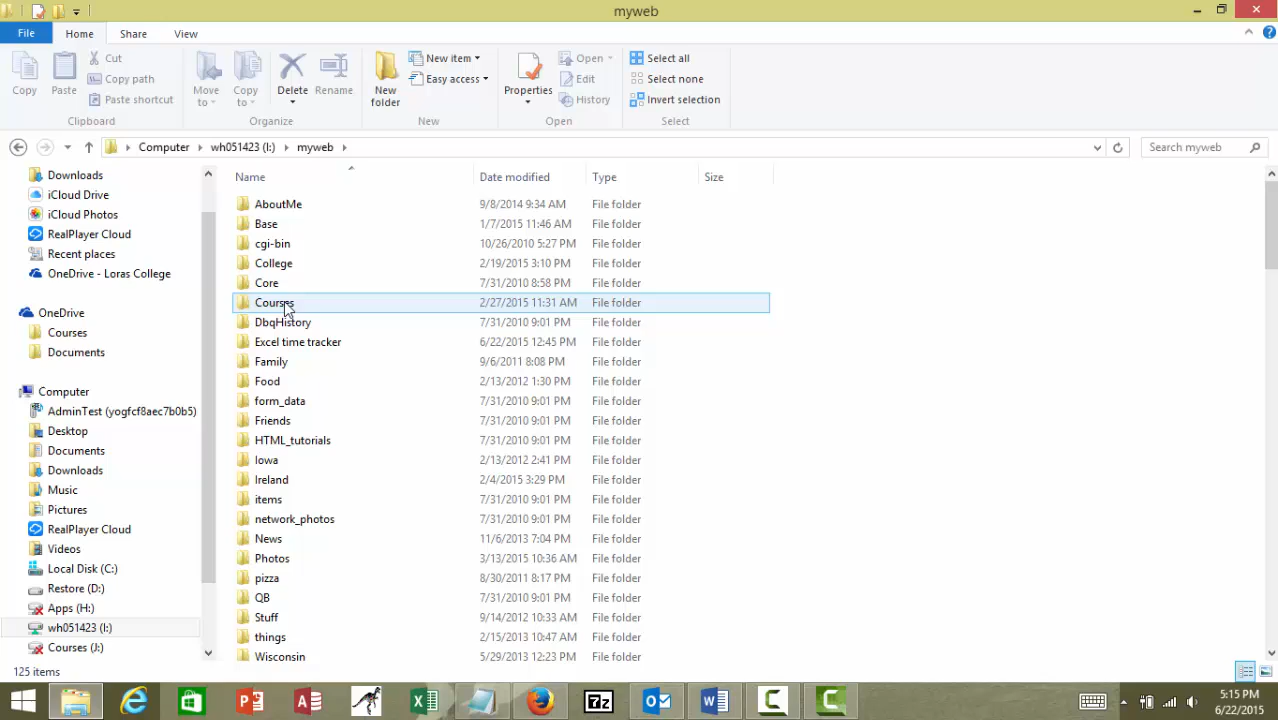 myweb
File Home Share View
Copy
Paste
Cut
Copy path
Paste shortcut
Clipboard
Move to
Copy to
Delete
Rename
Organize
New folder
New item
Easy access
New
Properties
Open
Edit
History
Open
Select all
Select none
Invert selection
Select
Computer wh051423 (I:) myweb
Search myweb
Downloads
iCloud Drive
iCloud Photos
RealPlayer Cloud
Recent places
OneDrive - Loras College
OneDrive
Courses
Documents
Computer
AdminTest (yogfcf8aec7b0b5)
Desktop
Documents
Downloads
Music
Pictures
RealPlayer Cloud
Videos
Local Disk (C:)
Restore (D:)
Apps (H:)
wh051423 (I:)
Courses (J:)
Name Date modified Type Size
AboutMe 9/8/2014 9:34 AM File folder
Base 1/7/2015 11:46 AM File folder
cgi-bin 10/26/2010 5:27 PM File folder
College 2/19/2015 3:10 PM File folder
Core 7/31/2010 8:58 PM File folder
Courses 2/27/2015 11:31 AM File folder
DbqHistory 7/31/2010 9:01 PM File folder
Excel time tracker 6/22/2015 12:45 PM File folder
Family 9/6/2011 8:08 PM File folder
Food 2/13/2012 1:30 PM File folder
form_data 7/31/2010 9:01 PM File folder
Friends 7/31/2010 9:01 PM File folder
HTML_tutorials 7/31/2010 9:01 PM File folder
Iowa 2/13/2012 2:41 PM File folder
Ireland 2/4/2015 3:29 PM File folder
items 7/31/2010 9:01 PM File folder
network_photos 7/31/2010 9:01 PM File folder
News 11/6/2013 7:04 PM File folder
Photos 3/13/2015 10:36 AM File folder
pizza 8/30/2011 8:17 PM File folder
QB 7/31/2010 9:01 PM File folder
Stuff 9/14/2012 10:33 AM File folder
things 2/15/2013 10:47 AM File folder
Wisconsin 5/29/2013 12:23 PM File folder
125 items
5:15 PM
6/22/2015